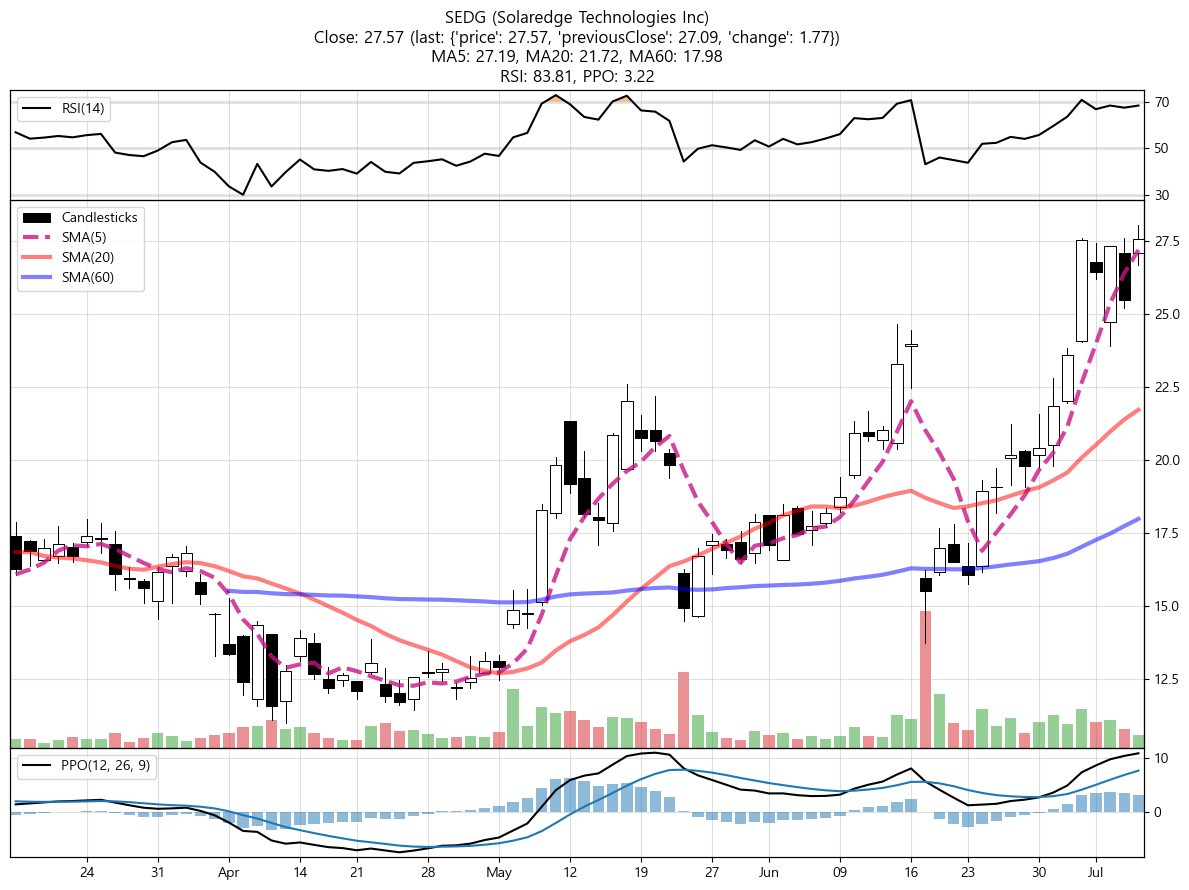 SEDG (Solaredge Technologies Inc)
Close: 27.57 (last: {'price': 27.57, 'previousClose': 27.09, 'change': 1.77})
MA5: 27.19, MA20: 21.72, MA60: 17.98
RSI: 83.81, PPO: 3.22
RSI(14)
70
50
30
Candlesticks
SMA(5)
SMA(20)
SMA(60)
27.5
25.0
22.5
20.0
17.5
15.0
12.5
PPO(12, 26, 9)
10
0
24 31 Apr 14 21 28 May 12 19 27 Jun 09 16 23 30 Jul